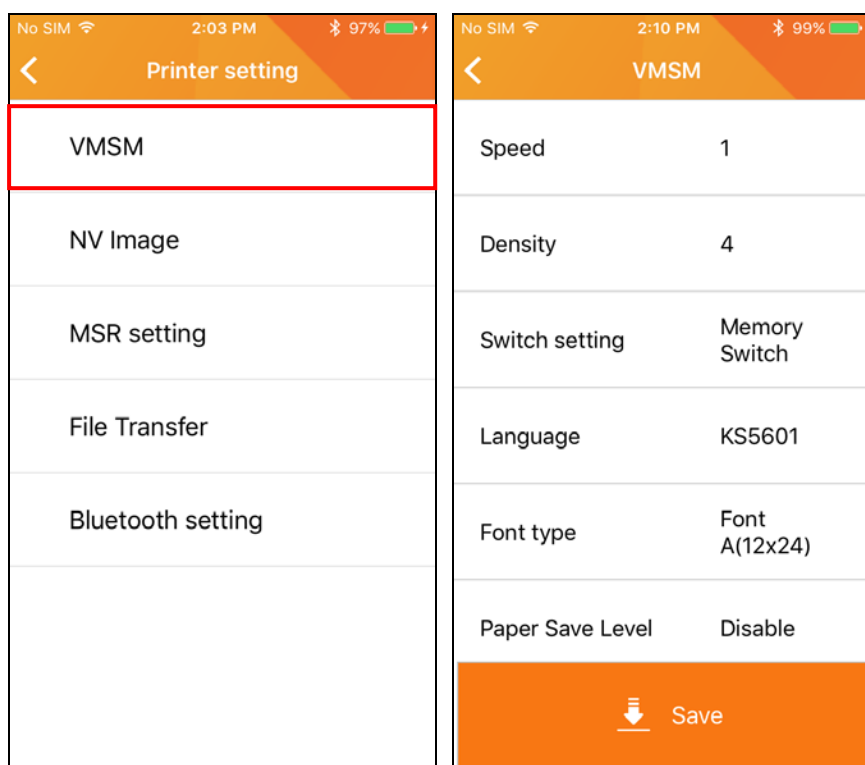 No SIM 2:03 PM 97%
Printer setting
VMSM
NV Image
MSR setting
File Transfer
Bluetooth setting
No SIM 2:10 PM 99%
VMSM
Speed 1
Density 4
Switch setting Memory
Switch
Language KS5601
Font type Font
A(12x24)
Paper Save Level Disable
Save